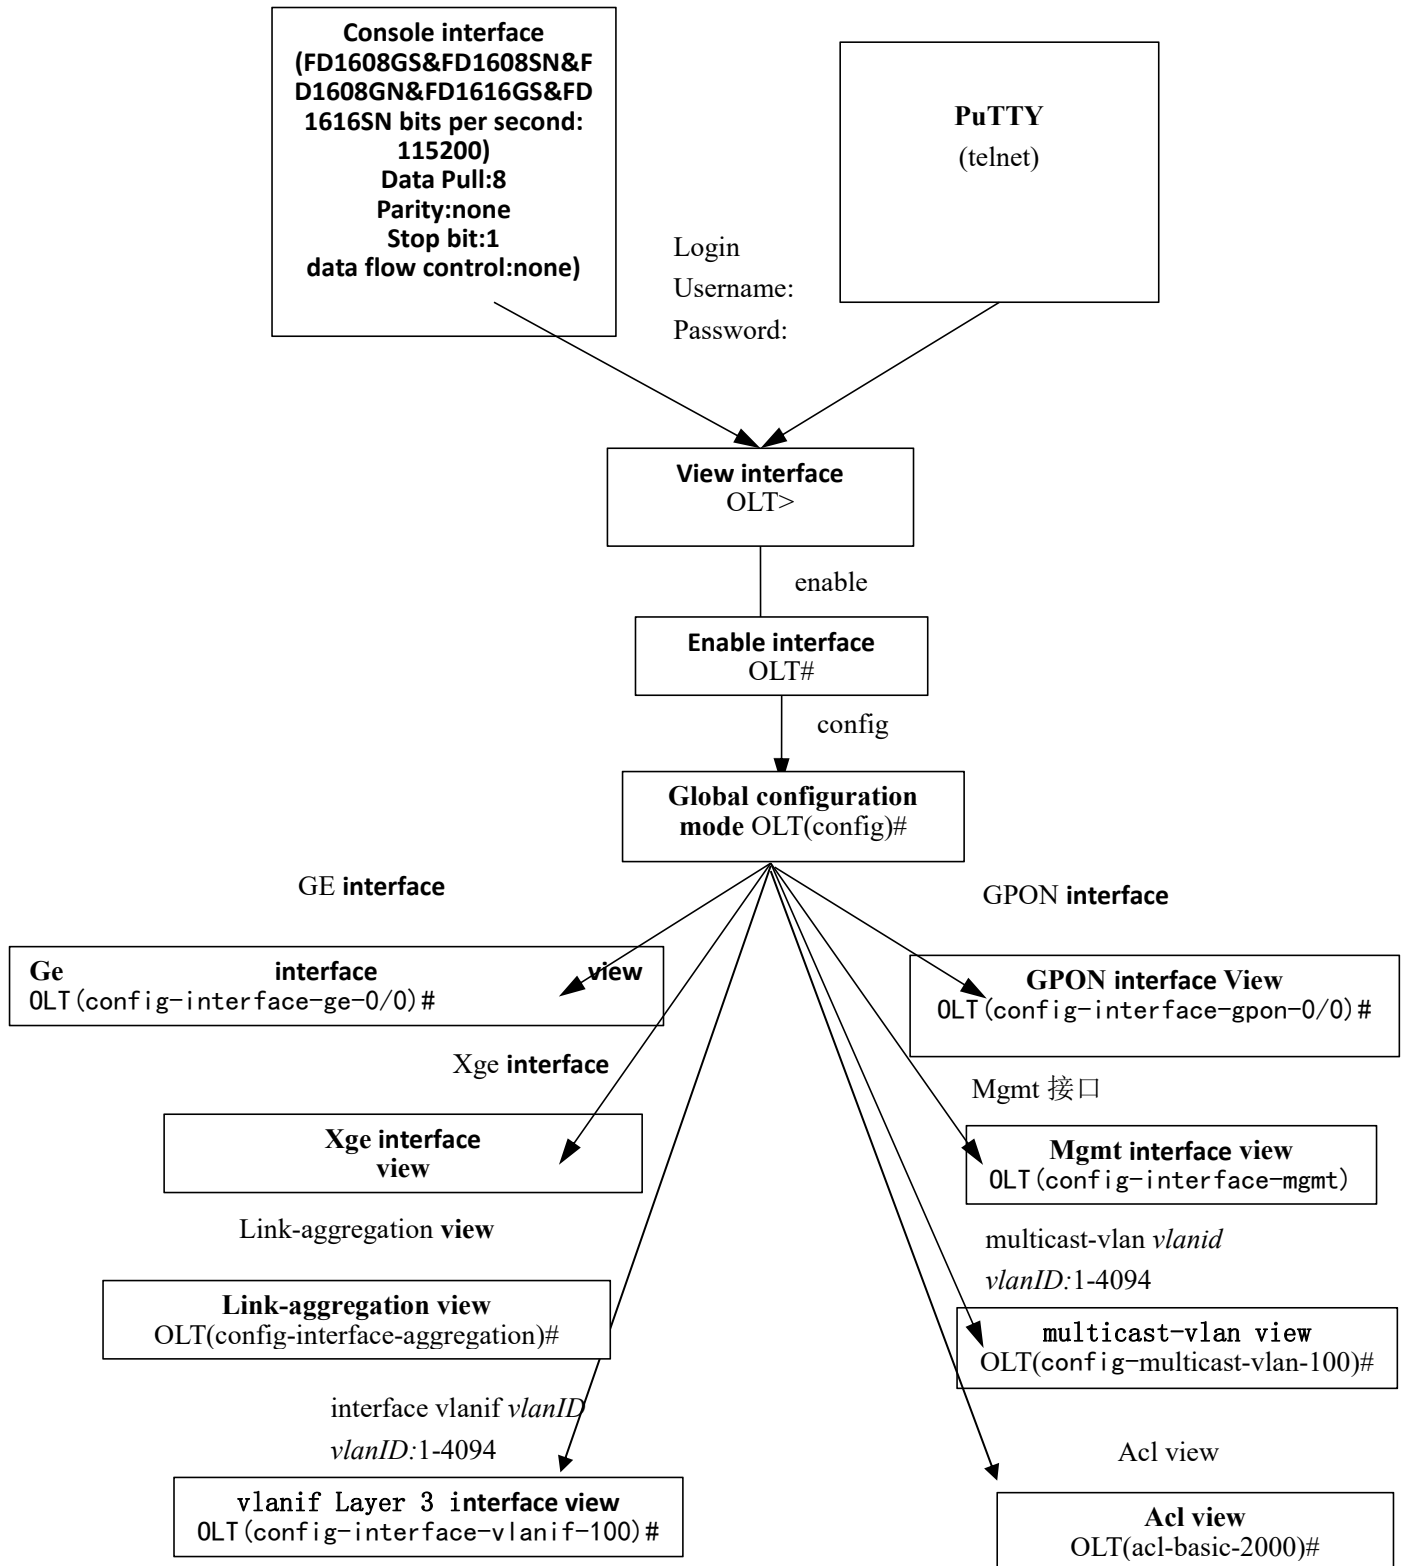 Console interface
(FD1608GS&FD1608SN&F
D1608GN&FD1616GS&FD
1616SN bits per second:
115200)
Data Pull:8
Parity:none
Stop bit:1
data flow control:none)
PuTTY
(telnet)
Login
Username:
Password:
View interface
OLT>
enable
Enable interface
OLT#
config
Global configuration
mode OLT(config)#
GE interface
GPON interface
Ge interface view
OLT(config-interface-ge-0/0)#
GPON interface View
OLT(config-interface-gpon-0/0)#
Xge interface
Mgmt 接口
Xge interface
view
Mgmt interface view
OLT(config-interface-mgmt)
Link-aggregation view
multicast-vlan vlanid
vlanID:1-4094
Link-aggregation view
OLT(config-interface-aggregation)#
multicast-vlan view
OLT(config-multicast-vlan-100)#
interface vlanif vlanID
vlanID:1-4094
Acl view
vlanif Layer 3 interface view
OLT(config-interface-vlanif-100)#
Acl view
OLT(acl-basic-2000)#